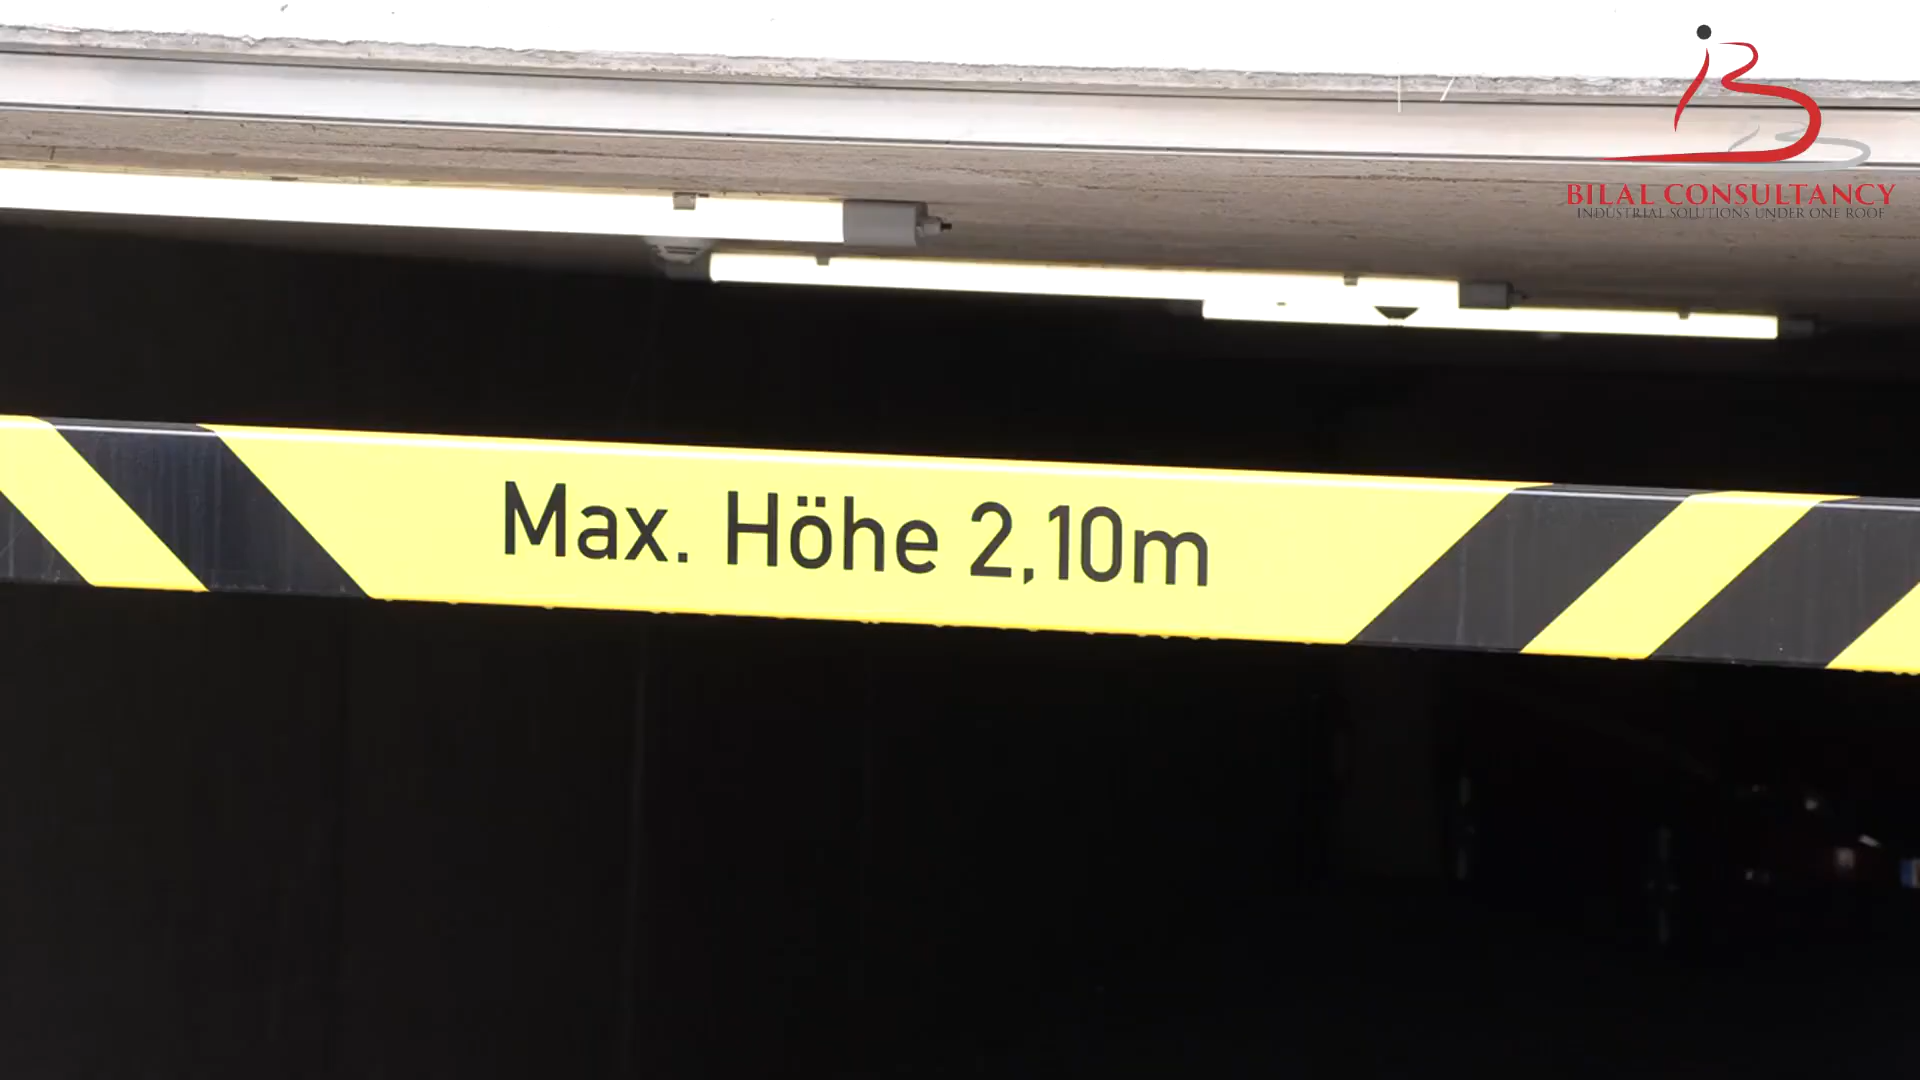 BILAL CONSULTANCY
INDUSTRIAL SOLUTIONS UNDER ONE ROOF
Max. Höhe 2,10m